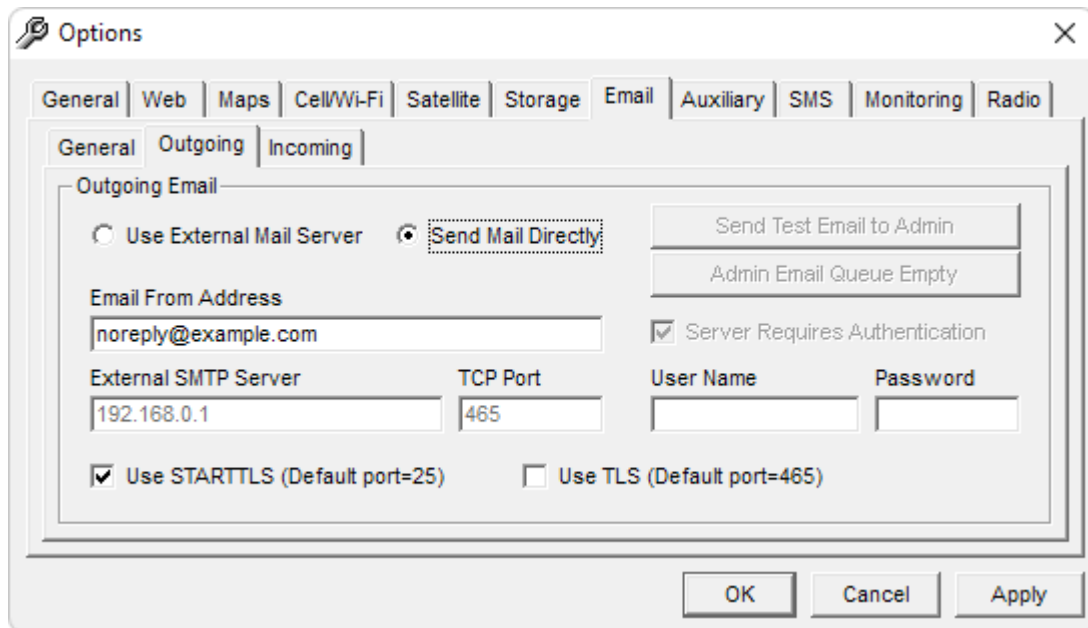 Options
General Web Maps Cell/Wi-Fi Satellite Storage Email Auxiliary SMS Monitoring Radio
General Outgoing Incoming
Outgoing Email
Use External Mail Server Send Mail Directly Send Test Email to Admin
Admin Email Queue Empty
Email From Address
noreply@example.com Server Requires Authentication
External SMTP Server TCP Port User Name Password
192.168.0.1 465
Use STARTTLS (Default port=25) Use TLS (Default port=465)
OK Cancel Apply